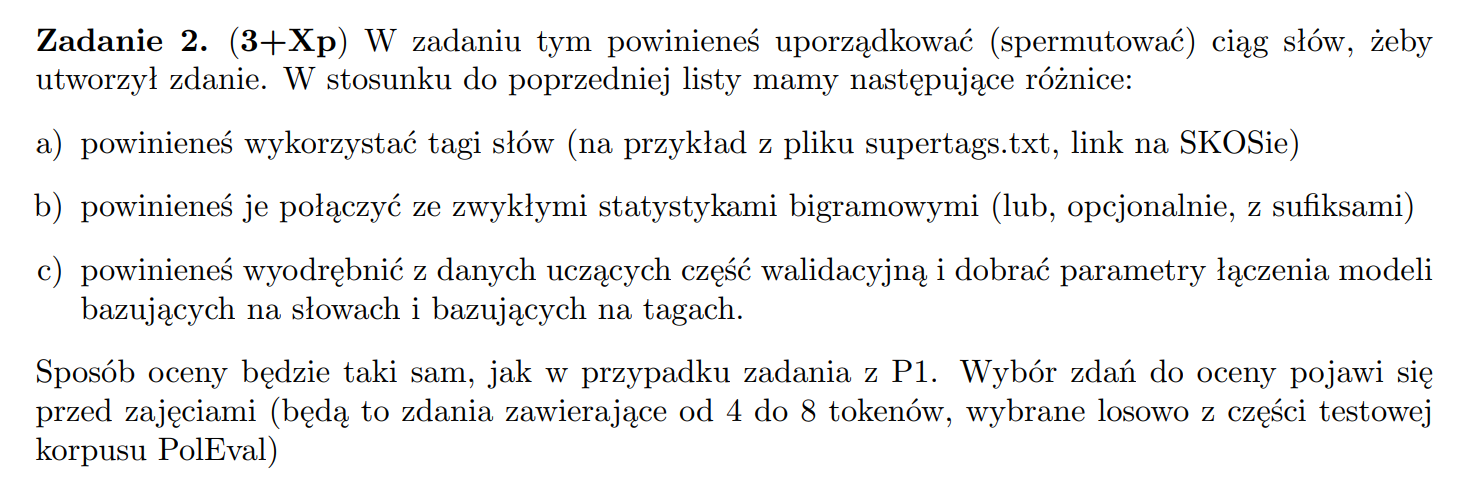 Zadanie 2. (3+Xp) W zadaniu tym powinieneś uporządkować (spermutować) ciąg słów, żeby
utworzył zdanie. W stosunku do poprzedniej listy mamy następujące różnice:
a) powinieneś wykorzystać tagi słów (na przykład z pliku supertags.txt, link na SKOSie)
b) powinieneś je połączyć ze zwykłymi statystykami bigramowymi (lub, opcjonalnie, z sufiksami)
c) powinieneś wyodrębnić z danych uczących część walidacyjną i dobrać parametry łączenia modeli
bazujących na słowach i bazujących na tagach.
Sposób oceny będzie taki sam, jak w przypadku zadania z P1. Wybór zdań do oceny pojawi się
przed zajęciami (będą to zdania zawierające od 4 do 8 tokenów, wybrane losowo z części testowej
korpusu PolEval)